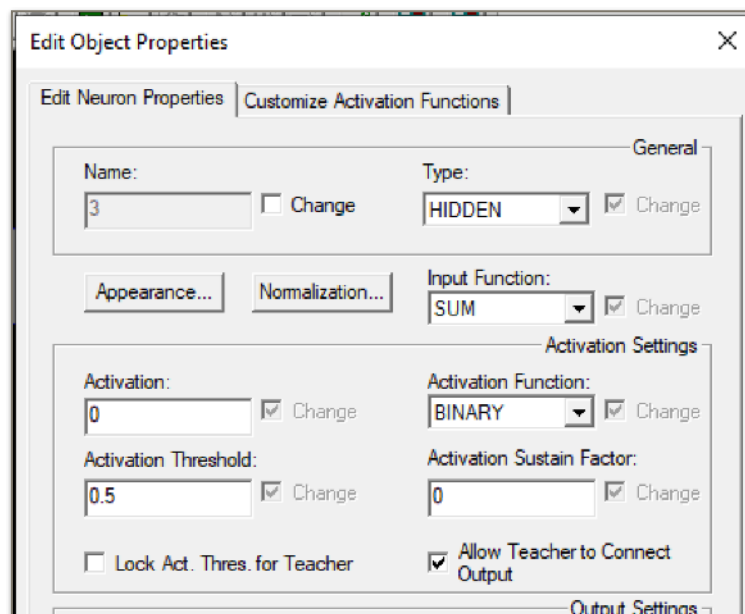 Edit Object Properties
Edit Neuron Properties Customize Activation Functions
General
Name: Type:
3 Change HIDDEN Change
Appearance... Normalization... Input Function:
SUM Change
Activation Settings
Activation: Activation Function:
0 Change BINARY Change
Activation Threshold: Activation Sustain Factor:
0.5 Change 0 Change
Lock Act. Thres. for Teacher Allow Teacher to Connect
Output
Output Settings